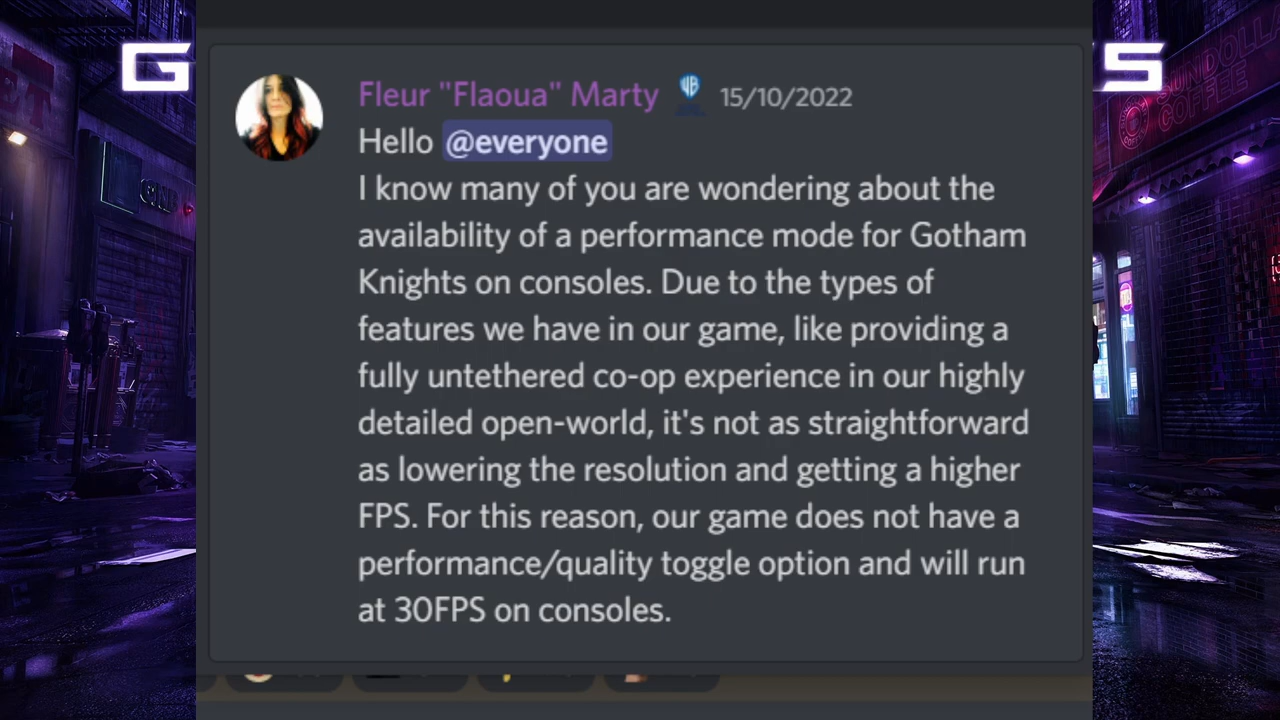 G
S
Fleur "Flaoua" Marty 15/10/2022
Hello @everyone
I know many of you are wondering about the
availability of a performance mode for Gotham
Knights on consoles. Due to the types of
features we have in our game, like providing a
fully untethered co-op experience in our highly
detailed open-world, it's not as straightforward
as lowering the resolution and getting a higher
FPS. For this reason, our game does not have a
performance/quality toggle option and will run
at 30FPS on consoles.
COFFEE